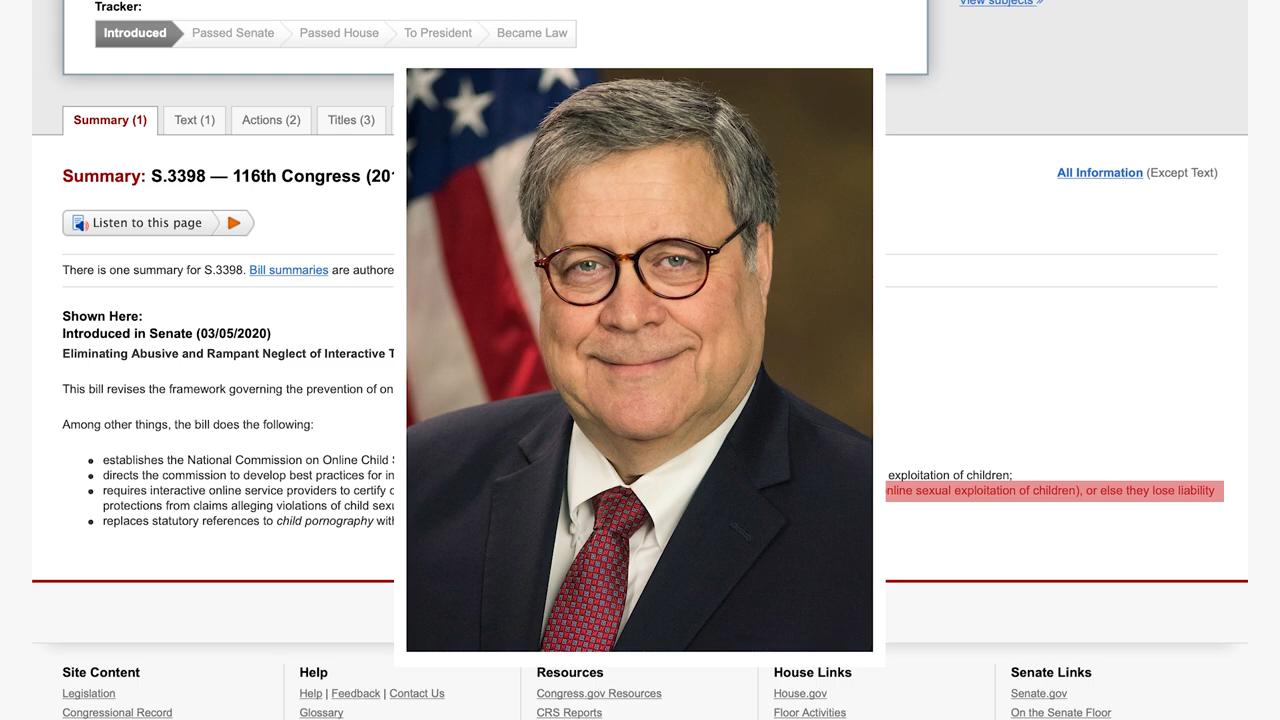 Tracker:
View subjects »
Introduced Passed Senate Passed House To President Became Law
Summary (1) Text (1) Actions (2) Titles (3)
Summary: S.3398 — 116th Congress (201
All Information (Except Text)
Listen to this page
There is one summary for S.3398. Bill summaries are authore
Shown Here:
Introduced in Senate (03/05/2020)
Eliminating Abusive and Rampant Neglect of Interactive T
This bill revises the framework governing the prevention of on
Among other things, the bill does the following:
establishes the National Commission on Online Child
directs the commission to develop best practices for in exploitation of children;
requires interactive online service providers to certify nline sexual exploitation of children), or else they lose liability
protections from claims alleging violations of child sexu
replaces statutory references to child pornography with
Site Content Help Resources House Links Senate Links
Legislation Help | Feedback | Contact Us Congress.gov Resources House.gov Senate.gov
Congressional Record Glossary CRS Reports Floor Activities On the Senate Floor